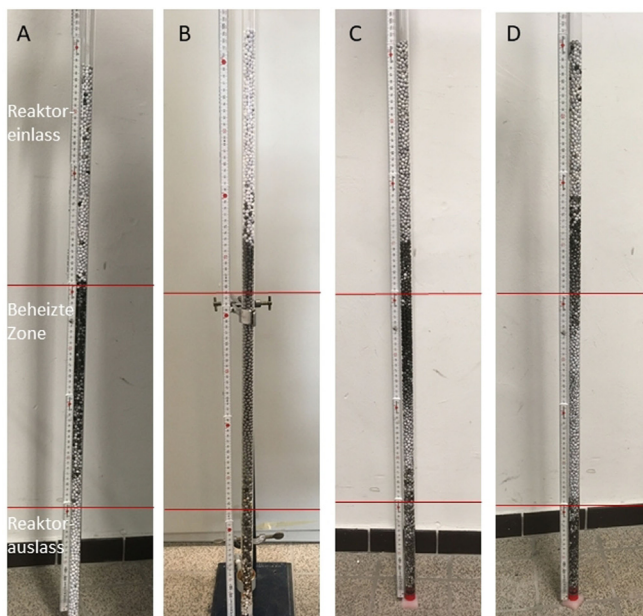 A
B
C
D
Reaktor-
einlass
Beheizte
Zone
Reaktor-
auslass